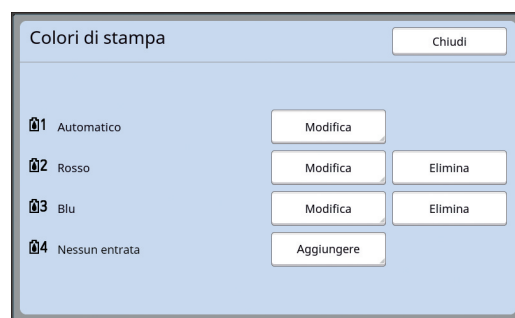 Colori di stampa Chiudi
1 Automatico Modifica
2 Rosso Modifica Elimina
3 Blu Modifica Elimina
4 Nessun entrata Aggiungere